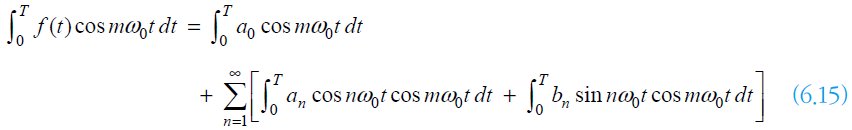 ∫₀ᵀ f(t) cos mω₀t dt = ∫₀ᵀ a₀ cos mω₀t dt
+ ∑ₙ₌₁^∞ [∫₀ᵀ aₙ cos nω₀t cos mω₀t dt + ∫₀ᵀ bₙ sin nω₀t cos mω₀t dt] (6.15)